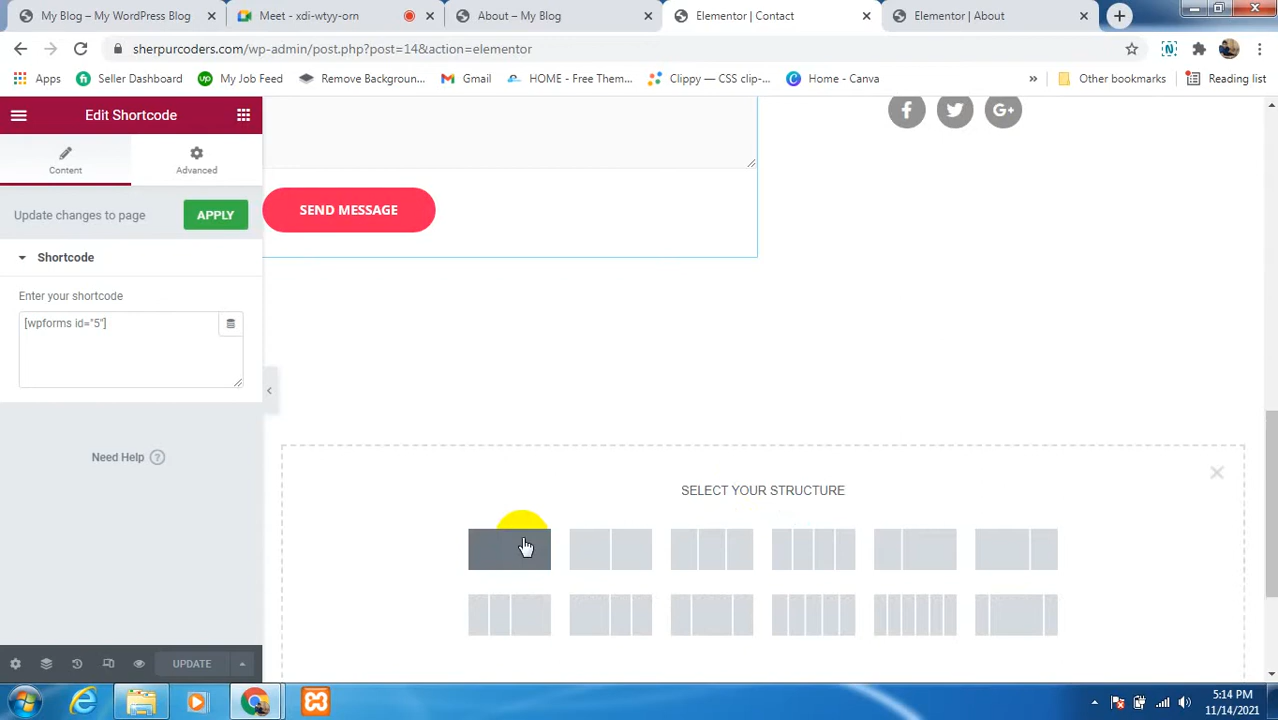 My Blog – My WordPress Blog
Meet - xdi-wtyy-orn
About – My Blog
Elementor | Contact
Elementor | About
sherpurcoders.com/wp-admin/post.php?post=14&action=elementor
Apps
Seller Dashboard
My Job Feed
Remove Backgroun...
Gmail
HOME - Free Them...
Clippy — CSS clip-...
Home - Canva
»
Other bookmarks
Reading list
Edit Shortcode
Content
Advanced
Update changes to page
APPLY
Shortcode
Enter your shortcode
[wpforms id="5"]
Need Help
UPDATE
SEND MESSAGE
SELECT YOUR STRUCTURE
5:14 PM
11/14/2021